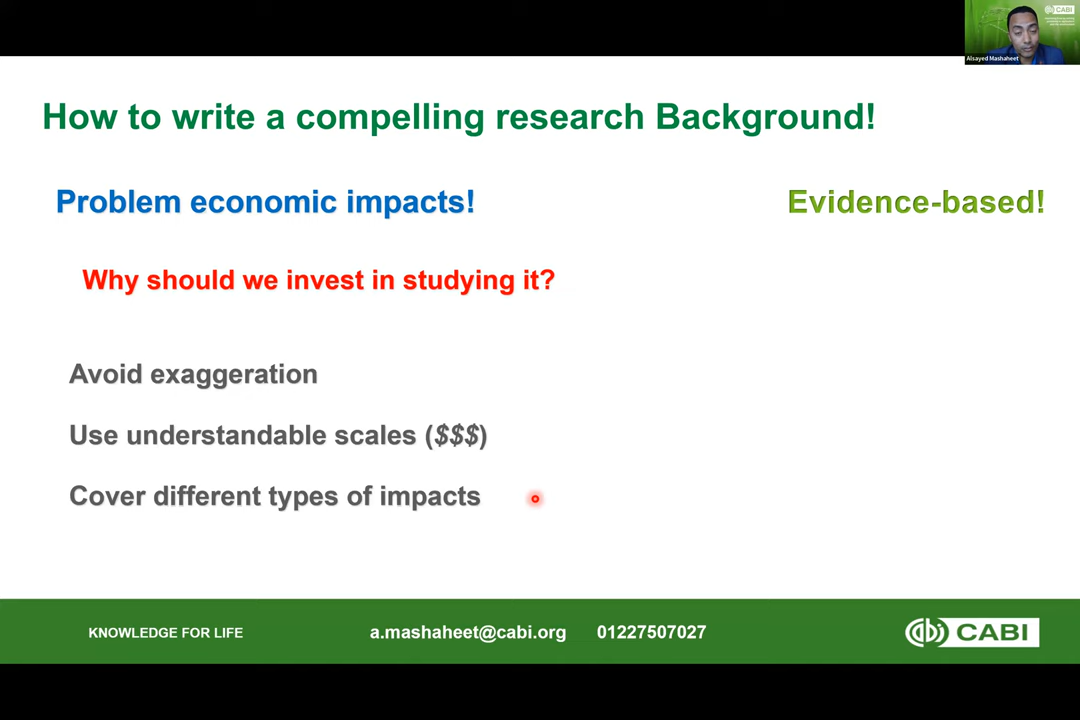 CABI
Alsayed Mashaheet
How to write a compelling research Background!
Problem economic impacts!
Evidence-based!
Why should we invest in studying it?
Avoid exaggeration
Use understandable scales ($$$)
Cover different types of impacts
KNOWLEDGE FOR LIFE
a.mashaheet@cabi.org
01227507027
CABI